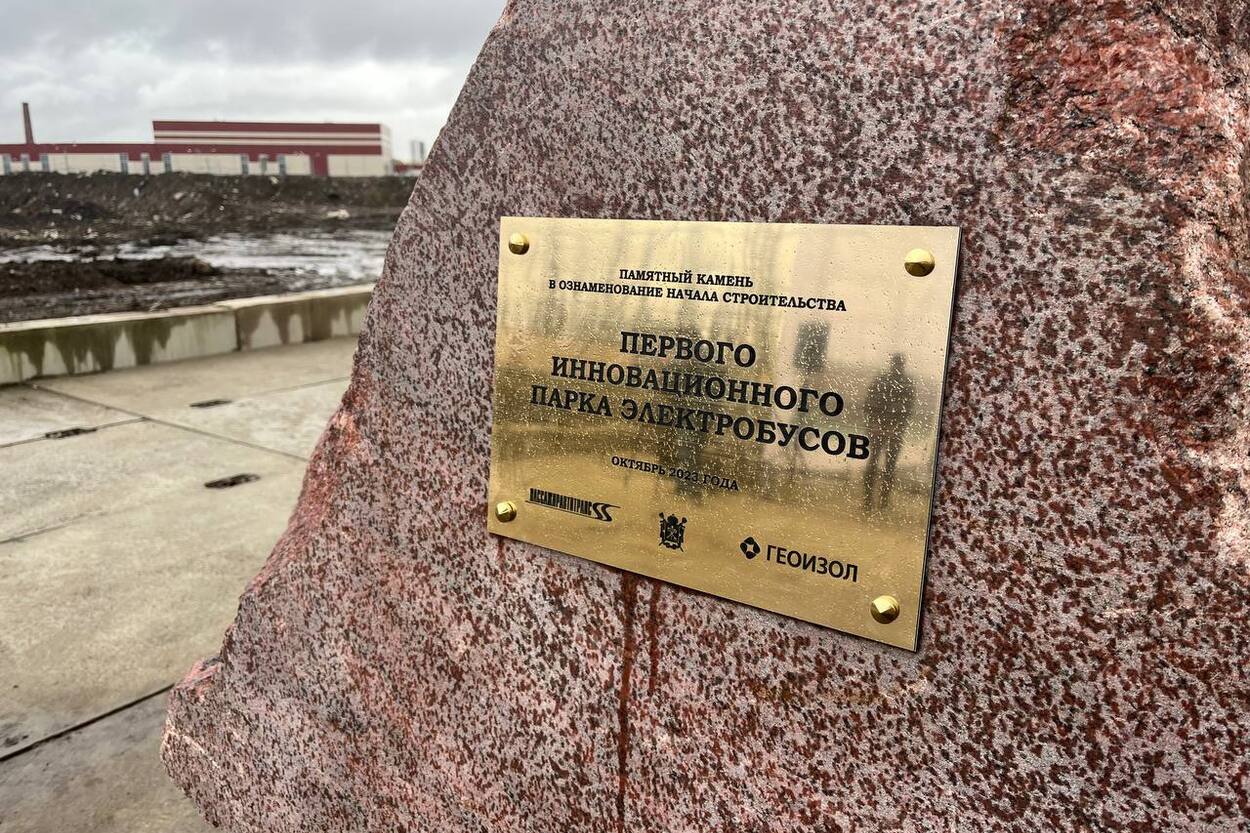 ПАМЯТНЫЙ КАМЕНЬ
В ОЗНАМЕНОВАНИЕ НАЧАЛА СТРОИТЕЛЬСТВА
ПЕРВОГО
ИННОВАЦИОННОГО
ПАРКА ЭЛЕКТРОБУСОВ
ОКТЯБРЬ 2023 ГОДА
ПАССАЖИРАВТОТРАНС
ГЕОИЗОЛ